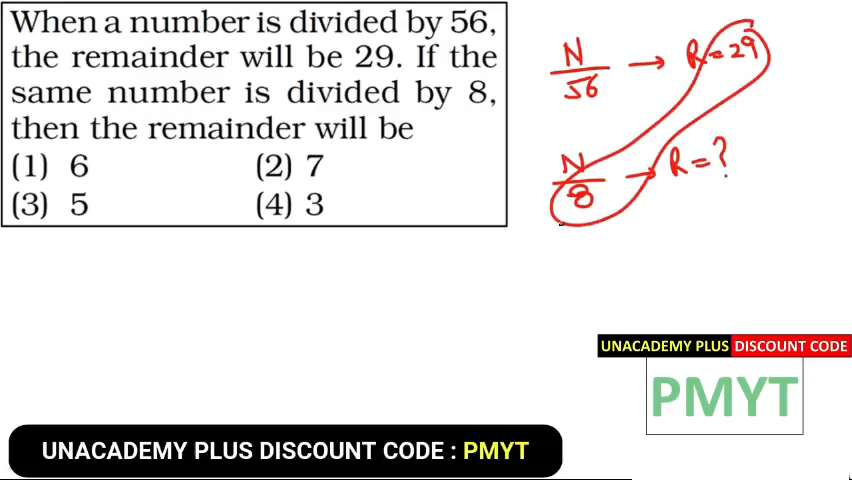 When a number is divided by 56,
the remainder will be 29. If the
same number is divided by 8,
then the remainder will be
(1) 6 (2) 7
(3) 5 (4) 3
N/56 → R = 29
N/8 → R = ?
UNACADEMY PLUS DISCOUNT CODE
PMYT
UNACADEMY PLUS DISCOUNT CODE : PMYT